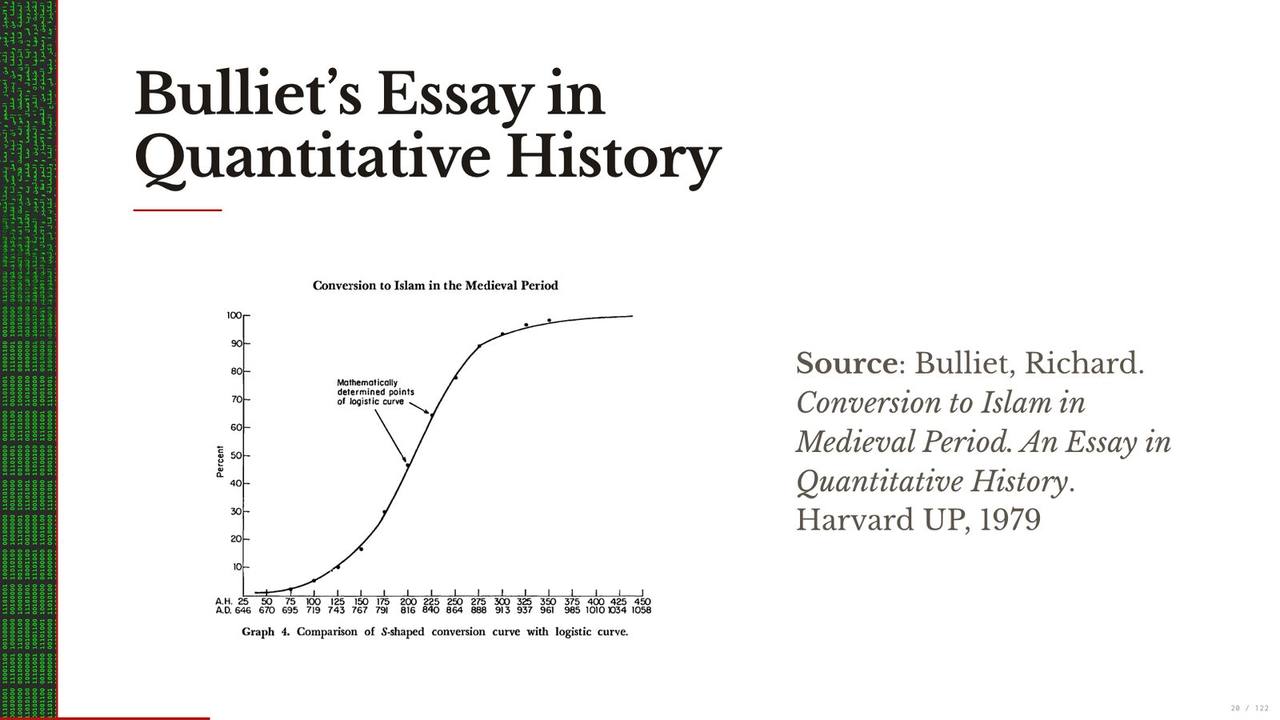 Bulliet’s Essay in
Quantitative History
Conversion to Islam in the Medieval Period
100
90
80
70
60
50
40
30
20
10
Percent
Mathematically
determined points
of logistic curve
A.H. 25 50 75 100 125 150 175 200 225 250 275 300 325 350 375 400 425 450
A.D. 646 670 695 719 743 767 791 816 840 864 888 913 937 961 985 1010 1034 1058
Graph 4. Comparison of S-shaped conversion curve with logistic curve.
Source: Bulliet, Richard.
Conversion to Islam in
Medieval Period. An Essay in
Quantitative History.
Harvard UP, 1979
20 / 122